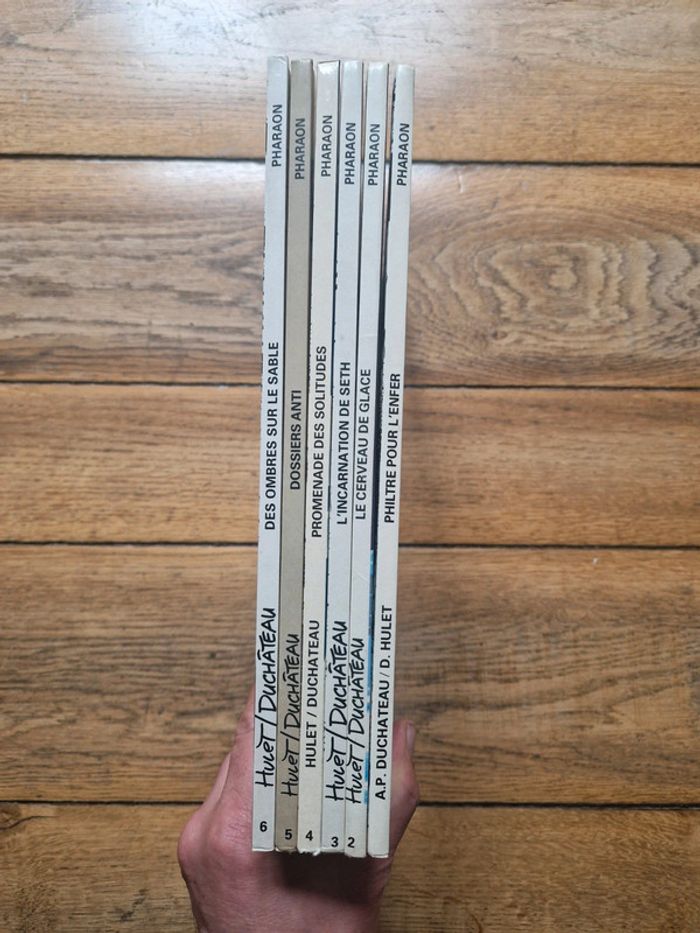 6 Hulet/DUCHÂTEAU DES OMBRES SUR LE SABLE PHARAON
5 Hulet/DUCHÂTEAU DOSSIERS ANTI PHARAON
4 HULET / DUCHATEAU PROMENADE DES SOLITUDES PHARAON
3 Hulet/DUCHÂTEAU L'INCARNATION DE SETH PHARAON
2 Hulet/DUCHÂTEAU LE CERVEAU DE GLACE PHARAON
A.P. DUCHATEAU / D. HULET PHILTRE POUR L'ENFER PHARAON